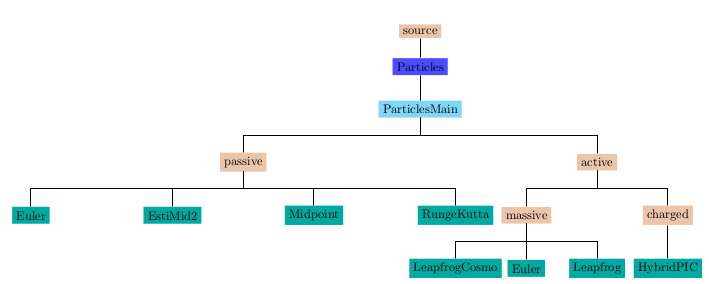 source
Particles
ParticlesMain
passive
active
Euler
EstiMid2
Midpoint
RungeKutta
massive
charged
LeapfrogCosmo
Euler
Leapfrog
HybridPIC